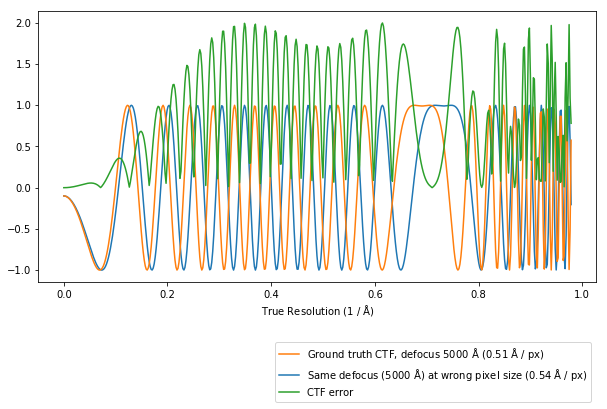 2.0
1.5
1.0
0.5
0.0
−0.5
−1.0
0.0 0.2 0.4 0.6 0.8 1.0
True Resolution (1 / Å)
Ground truth CTF, defocus 5000 Å (0.51 Å / px)
Same defocus (5000 Å) at wrong pixel size (0.54 Å / px)
CTF error